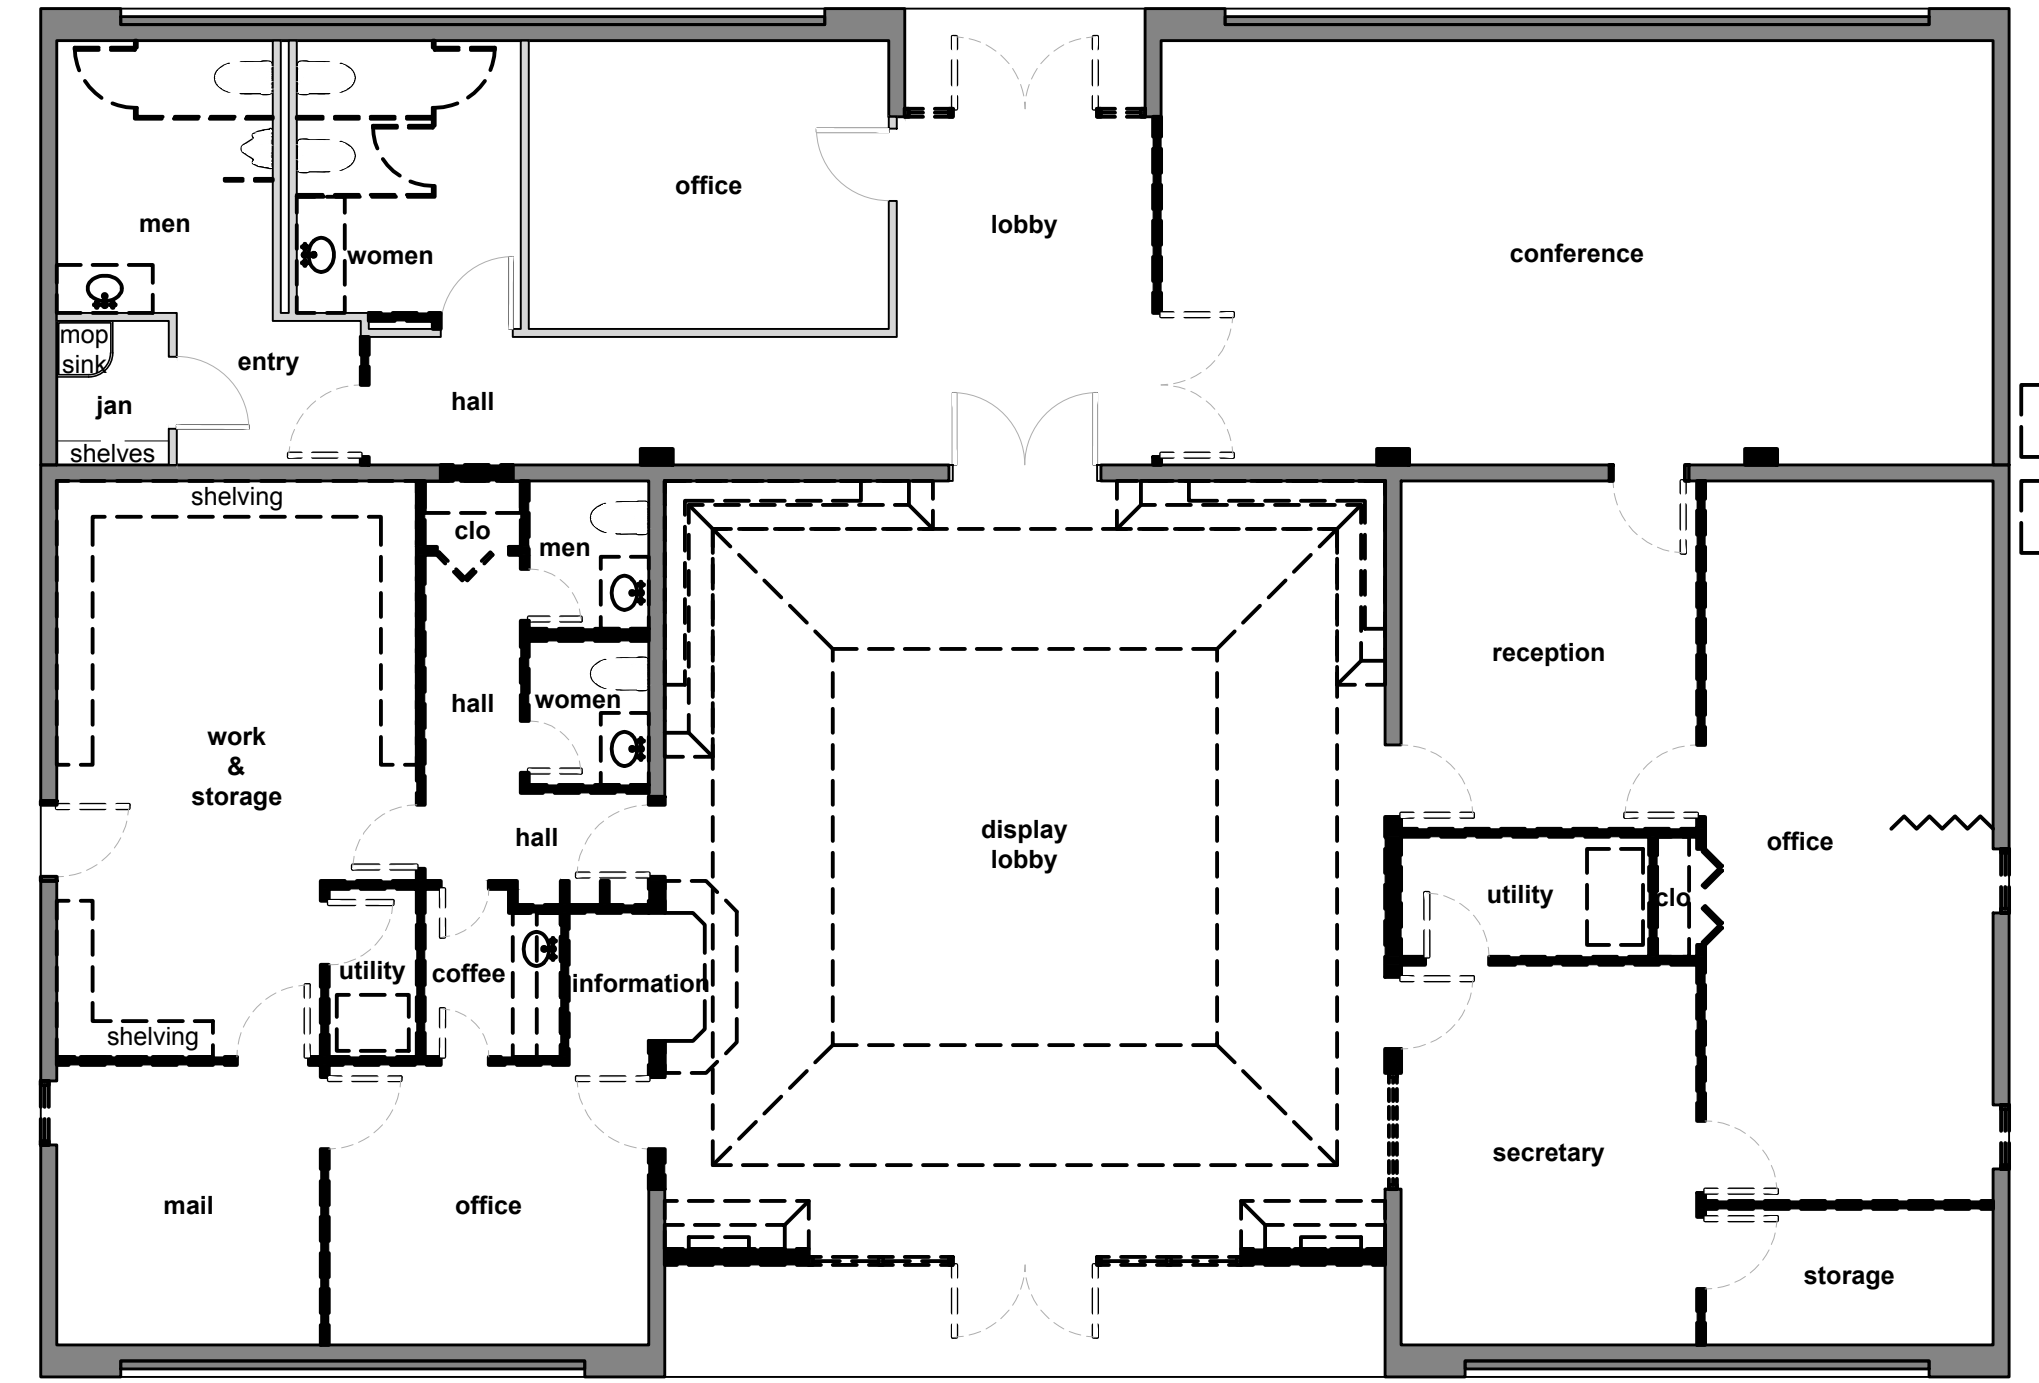 office
men
lobby
women
conference
mop
sink
entry
hall
jan
shelves
shelving
clo
men
reception
hall
women
work
&
storage
display
lobby
hall
office
utility
clo
utility
coffee
information
shelving
secretary
mail
office
storage